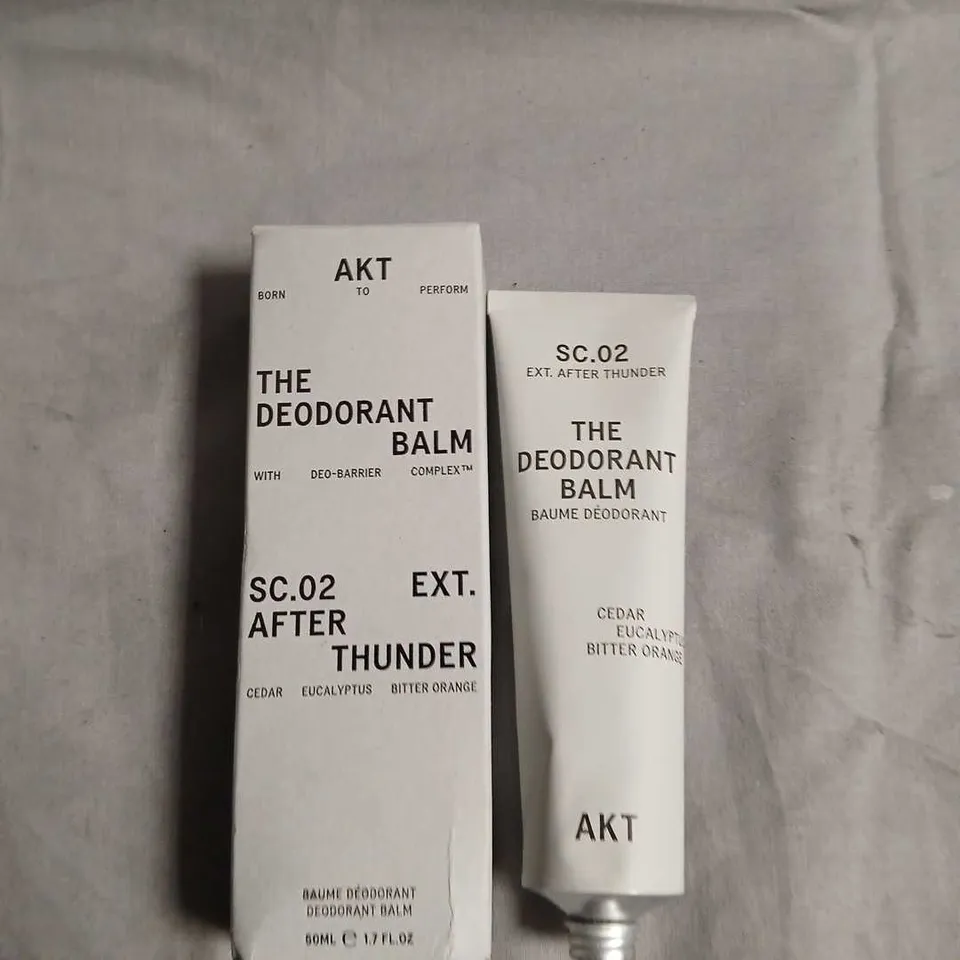 AKT
BORN TO PERFORM
THE
DEODORANT
BALM
WITH DEO-BARRIER COMPLEX™
SC.02 EXT.
AFTER
THUNDER
CEDAR EUCALYPTUS BITTER ORANGE
BAUME DÉODORANT
DEODORANT BALM
50ML ℮ 1.7 FL.OZ
SC.02
EXT. AFTER THUNDER
THE
DEODORANT
BALM
BAUME DÉODORANT
CEDAR
EUCALYPTUS
BITTER ORANGE
AKT